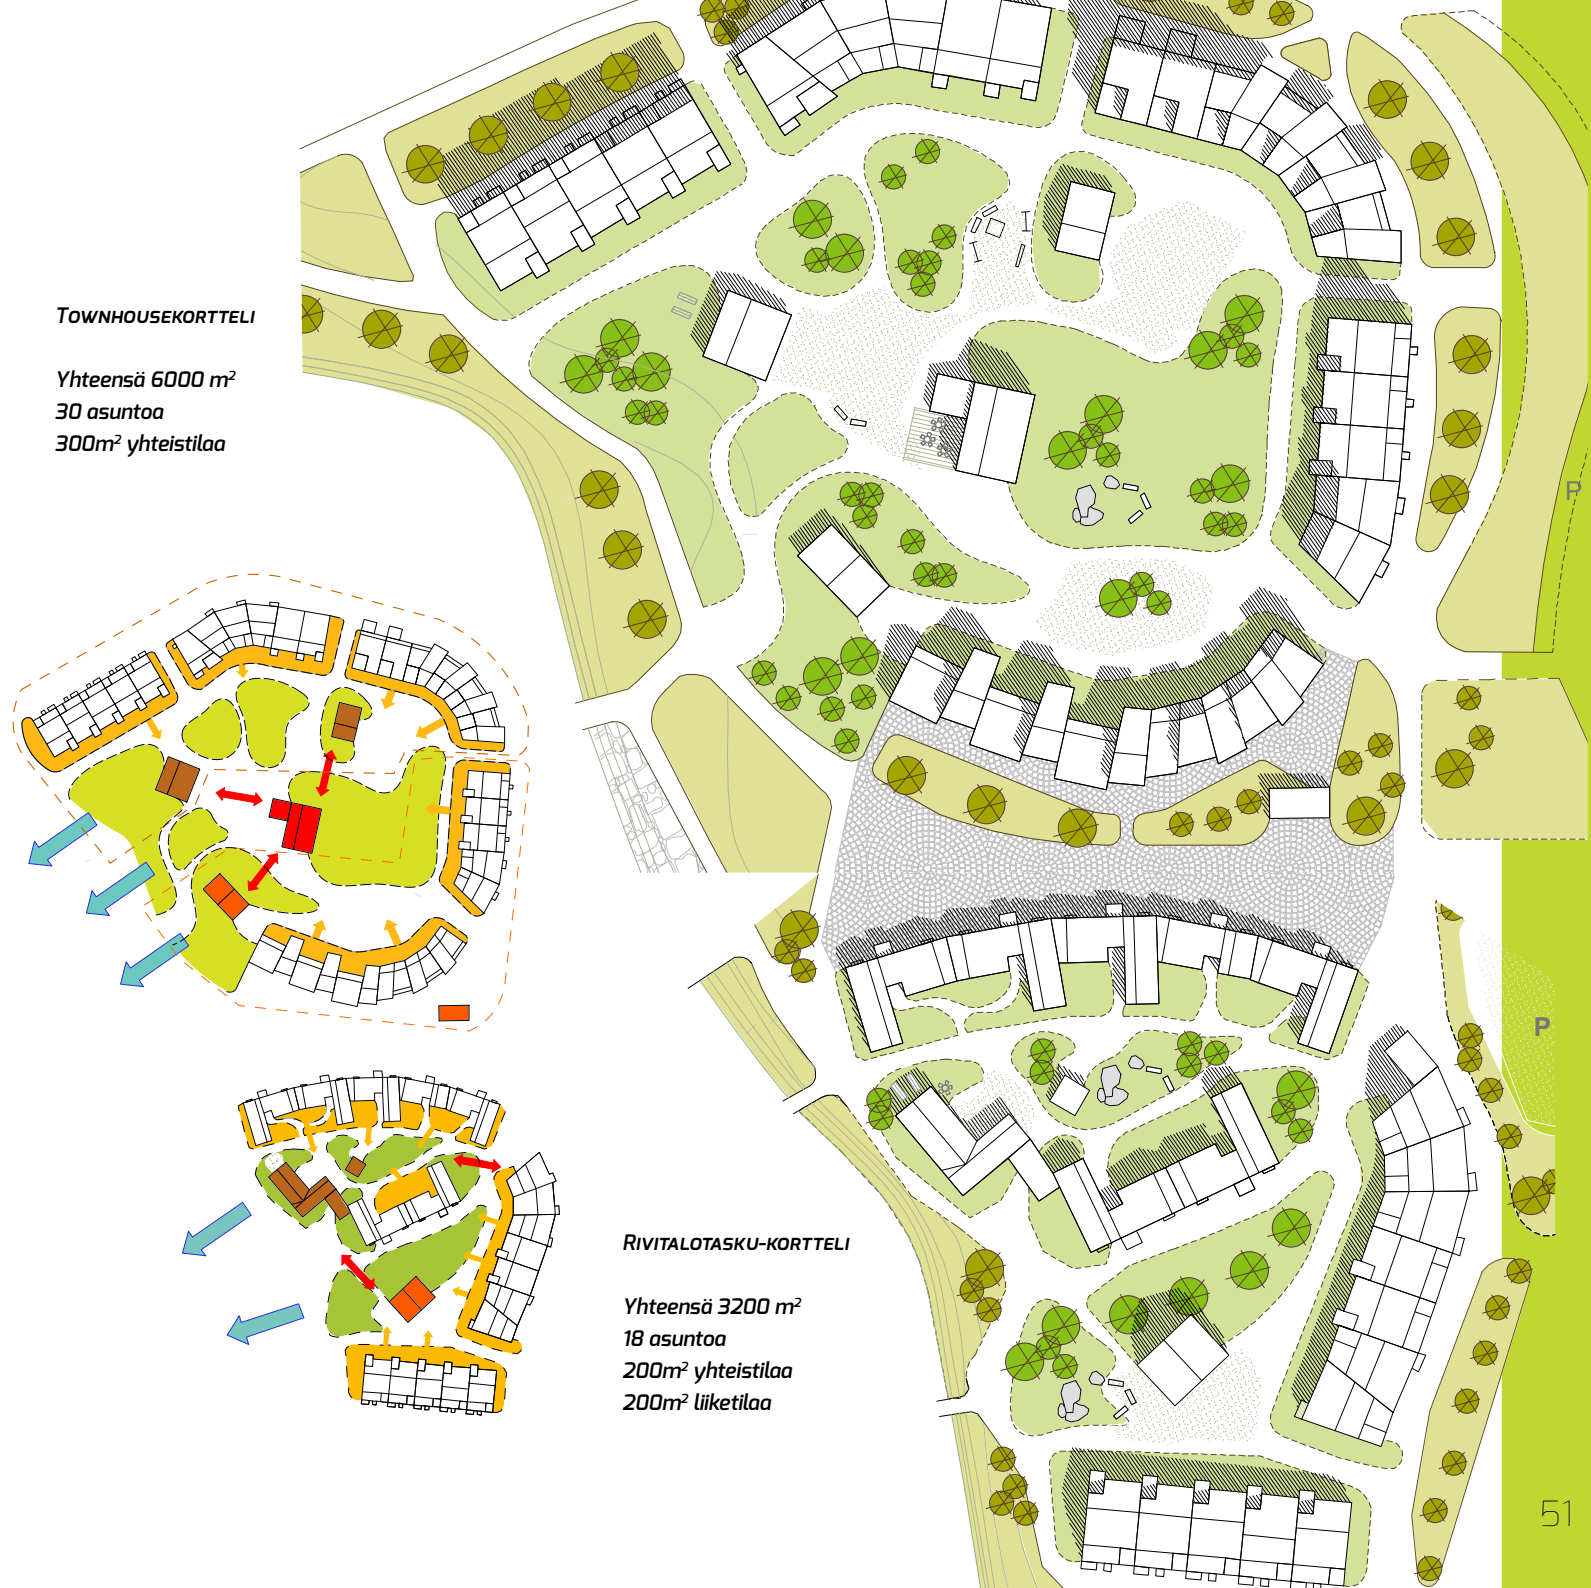 Townhousekortteli
Yhteensä 6000 m²
30 asuntoa
300m² yhteistilaa
P
P
Rivitalotasku-kortteli
Yhteensä 3200 m²
18 asuntoa
200m² yhteistilaa
200m² liiketilaa
51